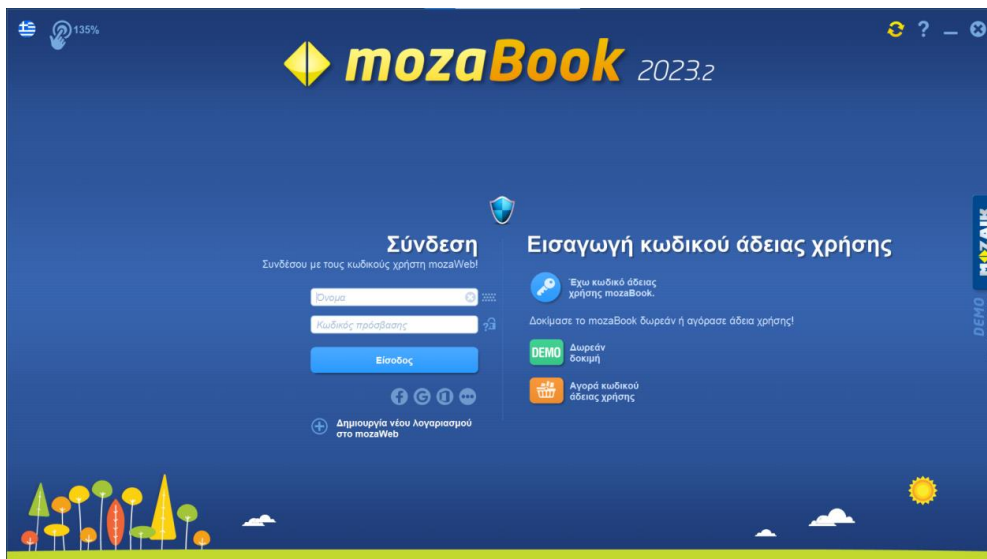 135%
mozaBook 2023.2
Σύνδεση
Συνδέσου με τους κωδικούς χρήστη mozaWeb!
Όνομα
Κωδικός πρόσβασης
Είσοδος
Δημιουργία νέου λογαριασμού
στο mozaWeb
Εισαγωγή κωδικού άδειας χρήσης
Έχω κωδικό άδειας
χρήσης mozaBook.
Δοκίμασε το mozaBook δωρεάν ή αγόρασε άδεια χρήσης!
DEMO
Δωρεάν
δοκιμή
Αγορά κωδικού
άδειας χρήσης
MOZAIK
DEMO